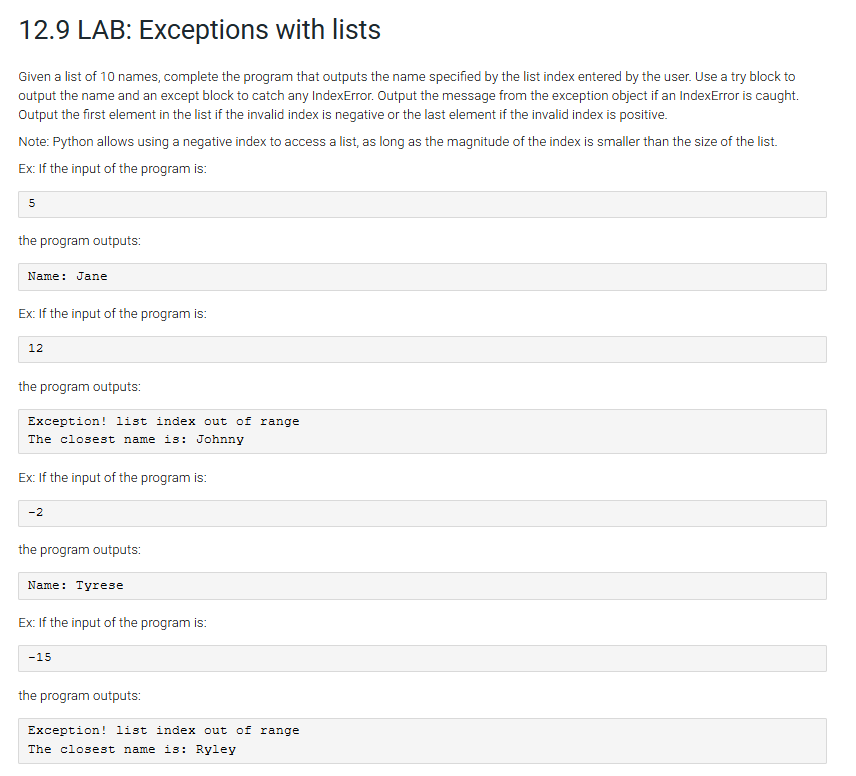 12.9 LAB: Exceptions with lists
Given a list of 10 names, complete the program that outputs the name specified by the list index entered by the user. Use a try block to
output the name and an except block to catch any IndexError. Output the message from the exception object if an IndexError is caught.
Output the first element in the list if the invalid index is negative or the last element if the invalid index is positive.
Note: Python allows using a negative index to access a list, as long as the magnitude of the index is smaller than the size of the list.
Ex: If the input of the program is:
5
the program outputs:
Name: Jane
Ex: If the input of the program is:
12
the program outputs:
Exception! list index out of range
The closest name is: Johnny
Ex: If the input of the program is:
-2
the program outputs:
Name: Tyrese
Ex: If the input of the program is:
-15
the program outputs:
Exception! list index out of range
The closest name is: Ryley